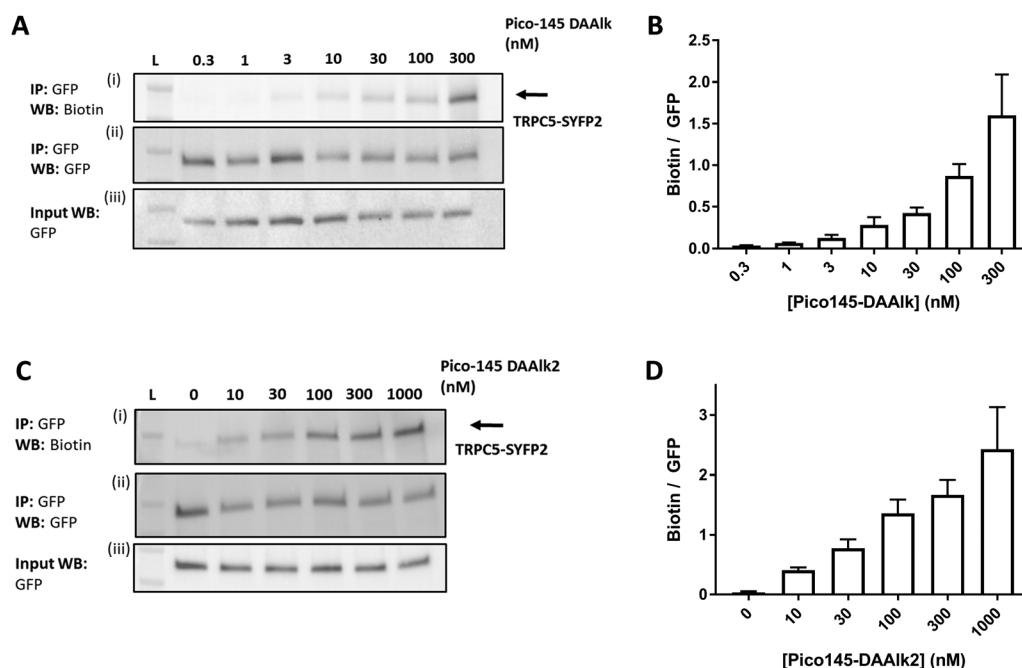 A
Pico-145 DAAlk
(nM)
L 0.3 1 3 10 30 100 300
(i)
IP: GFP
WB: Biotin
TRPC5-SYFP2
(ii)
IP: GFP
WB: GFP
(iii)
Input WB:
GFP
B
Biotin / GFP
2.5
2.0
1.5
1.0
0.5
0.0
0.3 1 3 10 30 100 300
[Pico145-DAAlk] (nM)
C
Pico-145 DAAlk2
(nM)
L 0 10 30 100 300 1000
(i)
IP: GFP
WB: Biotin
TRPC5-SYFP2
(ii)
IP: GFP
WB: GFP
(iii)
Input WB:
GFP
D
Biotin / GFP
3
2
1
0
0 10 30 100 300 1000
[Pico145-DAAlk2] (nM)